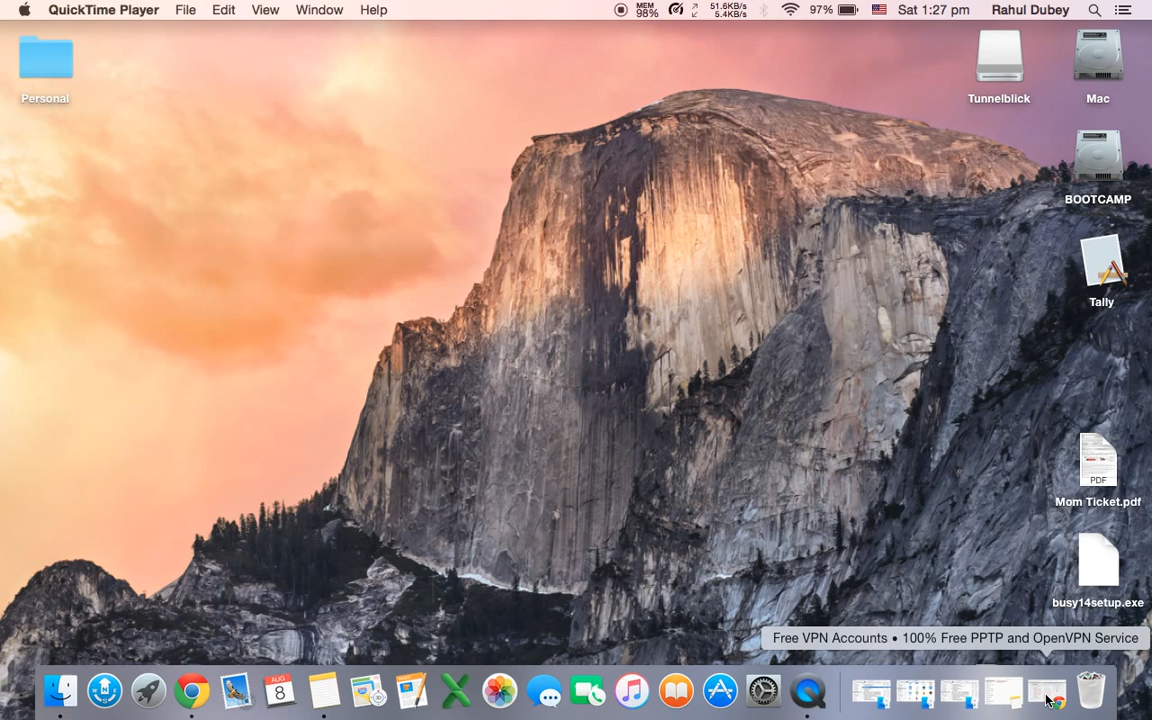 QuickTime Player File Edit View Window Help MEM 98% 51.6KB/s 5.4KB/s 97% Sat 1:27 pm Rahul Dubey
Personal
Tunnelblick
Mac
BOOTCAMP
Tally
PDF
Mom Ticket.pdf
busy14setup.exe
Free VPN Accounts • 100% Free PPTP and OpenVPN Service
AUG
8